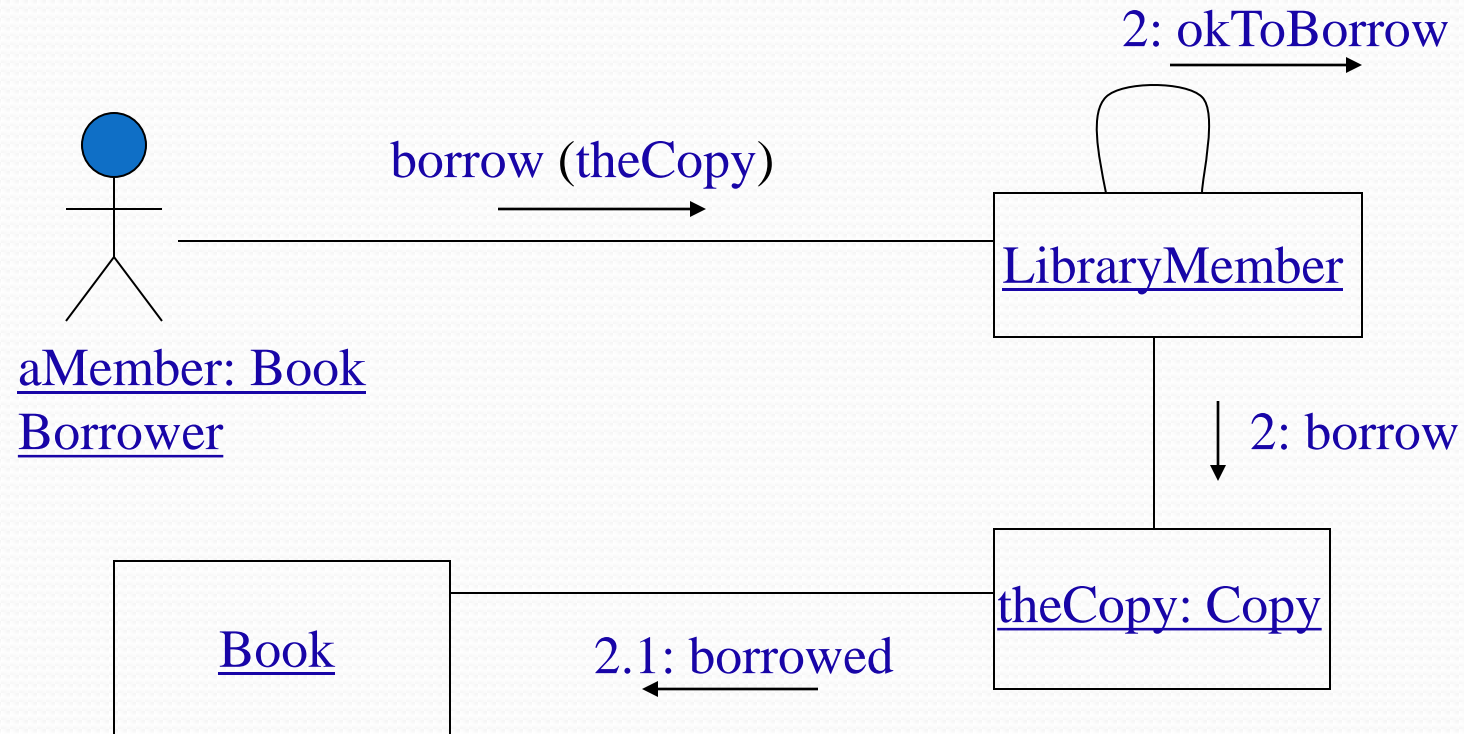 2: okToBorrow
borrow (theCopy)
LibraryMember
aMember: Book
Borrower
2: borrow
theCopy: Copy
Book
2.1: borrowed